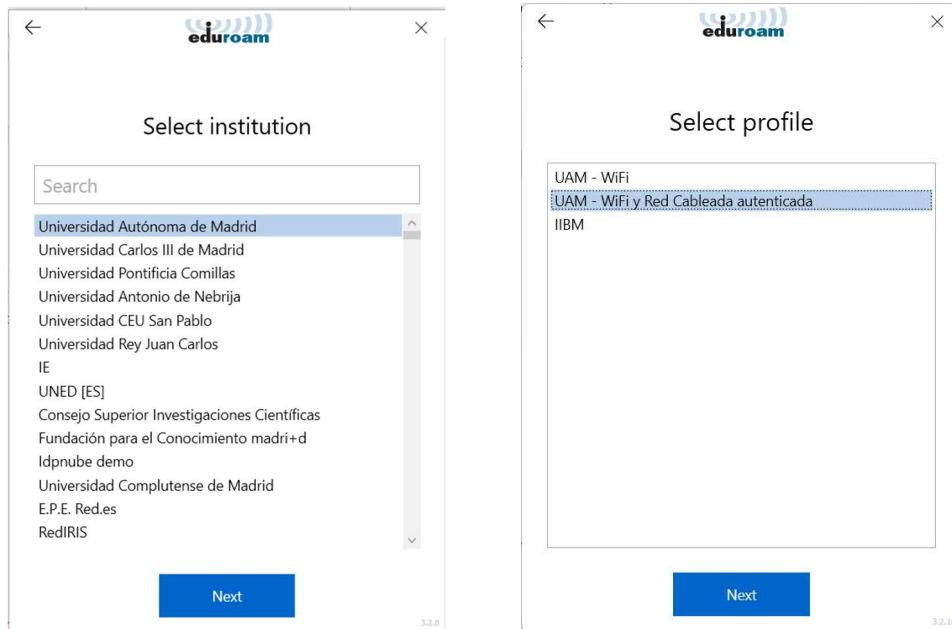 eduroam
Select institution
Search
Universidad Autónoma de Madrid
Universidad Carlos III de Madrid
Universidad Pontificia Comillas
Universidad Antonio de Nebrija
Universidad CEU San Pablo
Universidad Rey Juan Carlos
IE
UNED [ES]
Consejo Superior Investigaciones Científicas
Fundación para el Conocimiento madri+d
Idpnube demo
Universidad Complutense de Madrid
E.P.E. Red.es
RedIRIS
Next
3.2.8
eduroam
Select profile
UAM - WiFi
UAM - WiFi y Red Cableada autenticada
IIBM
Next